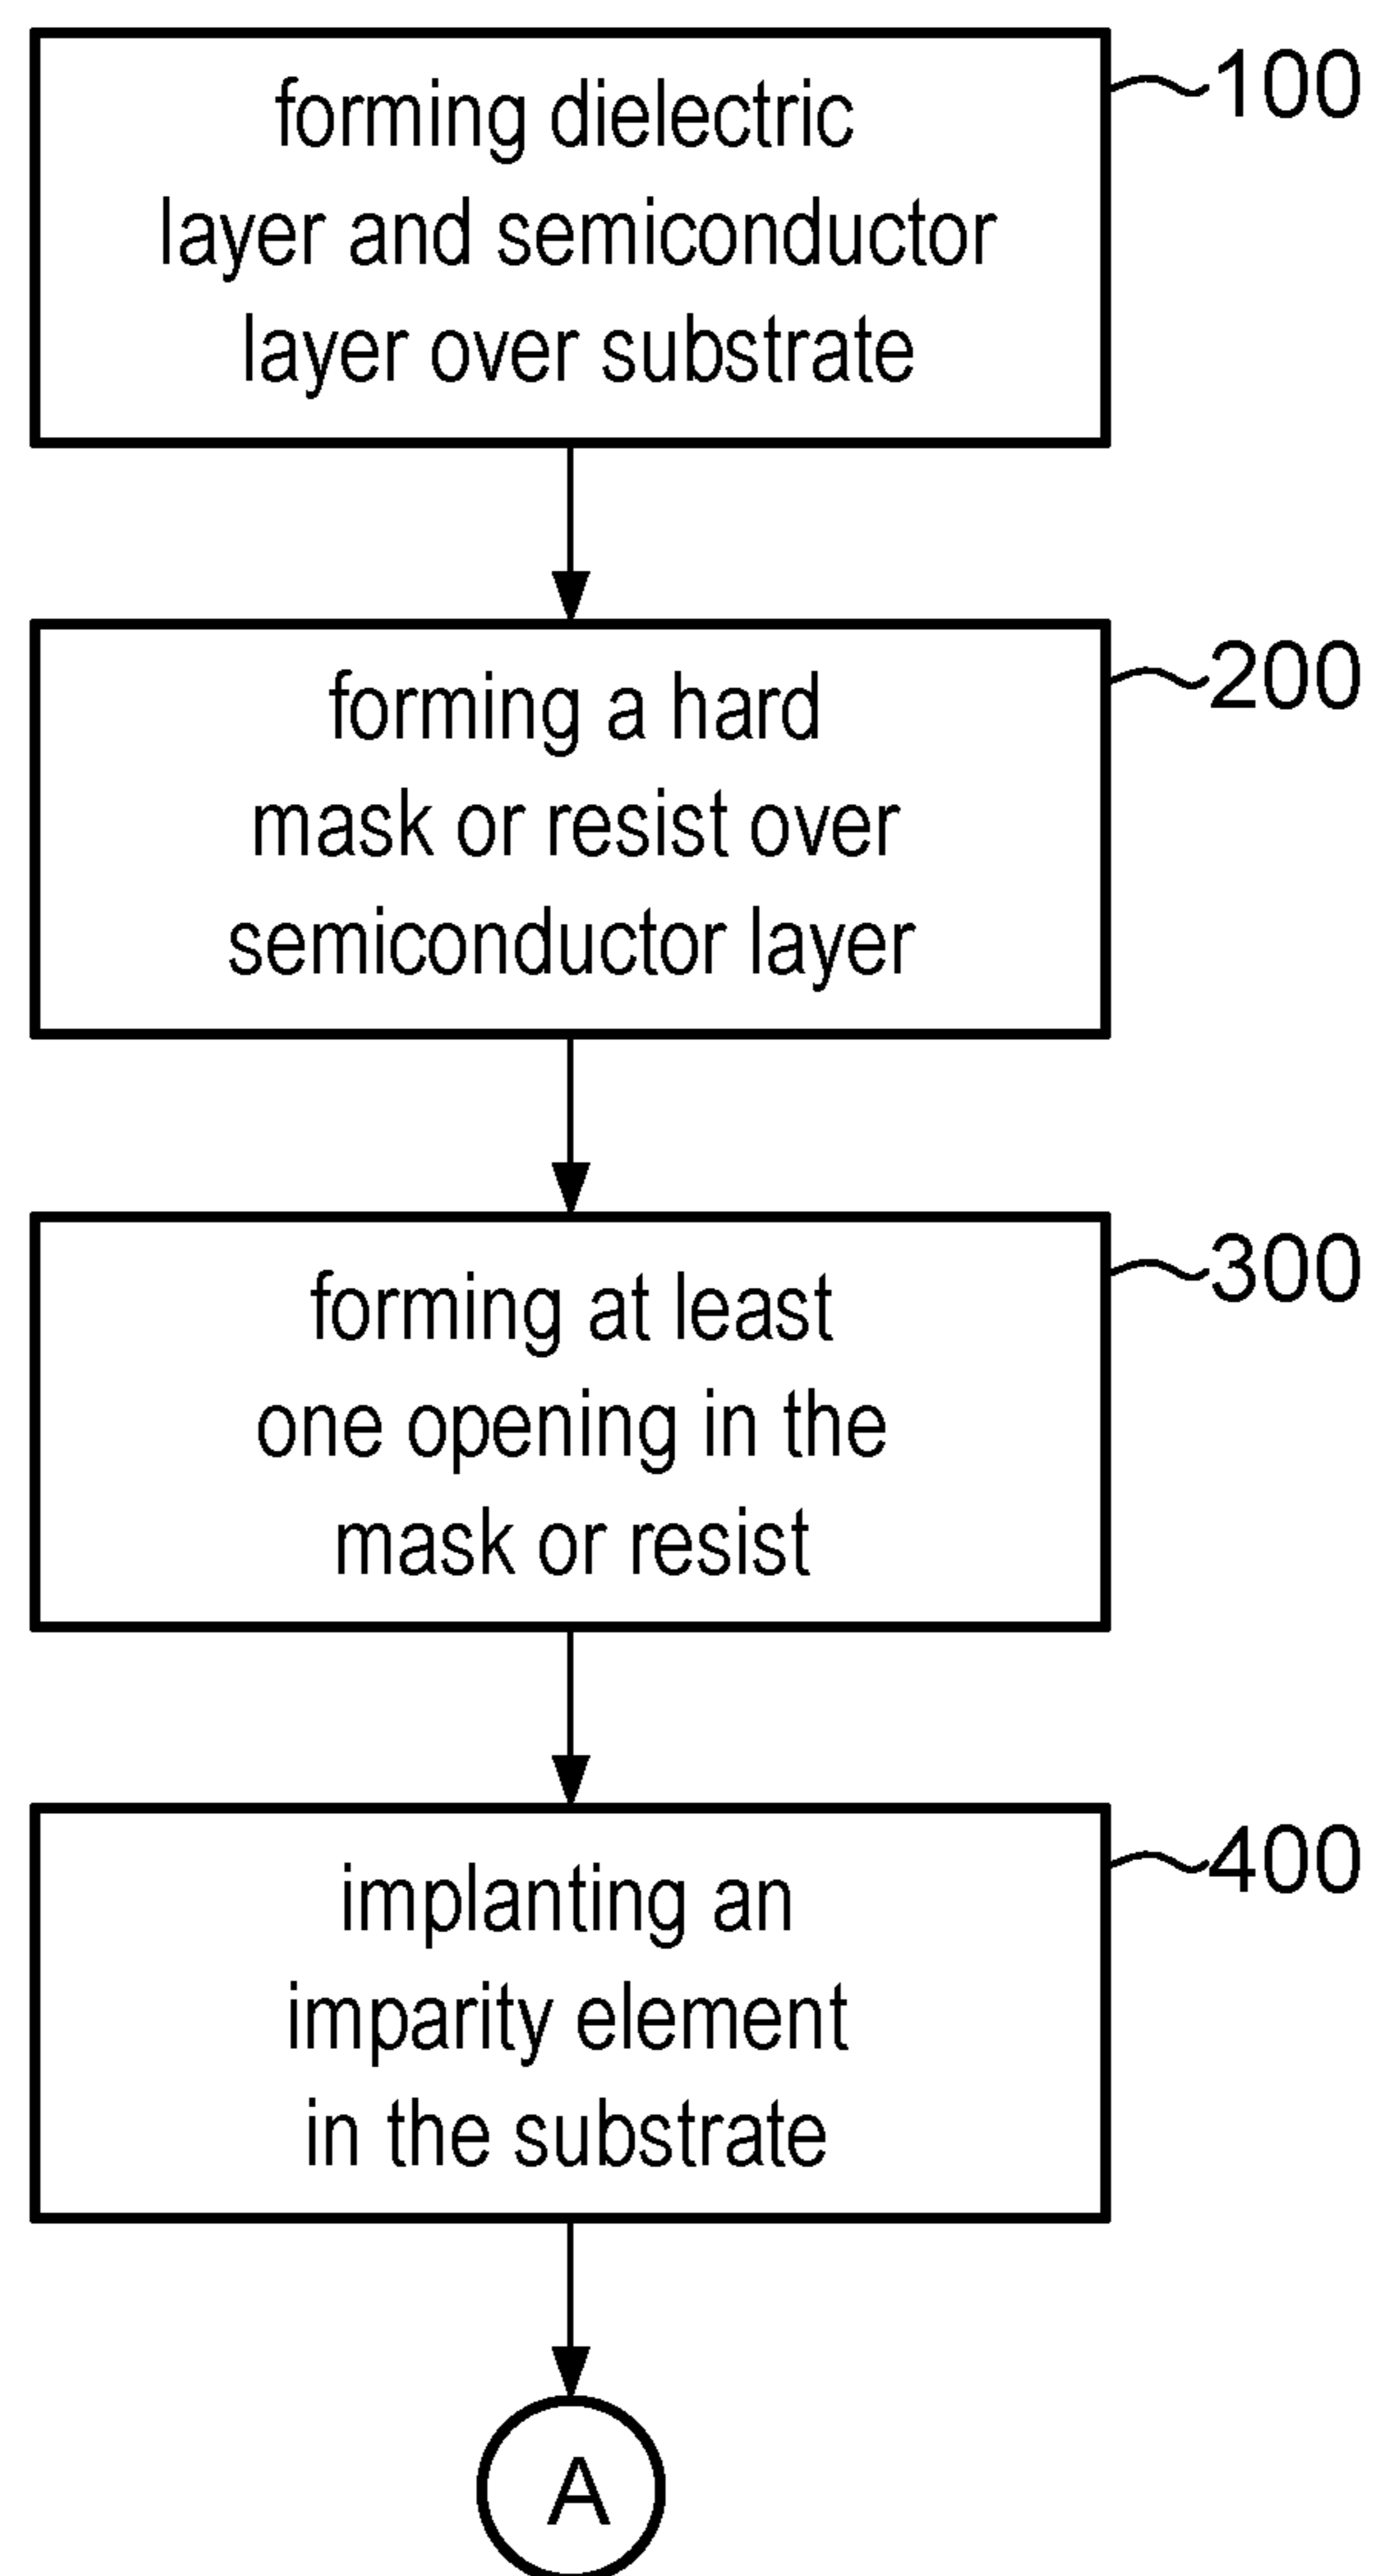 forming dielectric
layer and semiconductor
layer over substrate
100
forming a hard
mask or resist over
semiconductor layer
200
forming at least
one opening in the
mask or resist
300
implanting an
imparity element
in the substrate
400
A